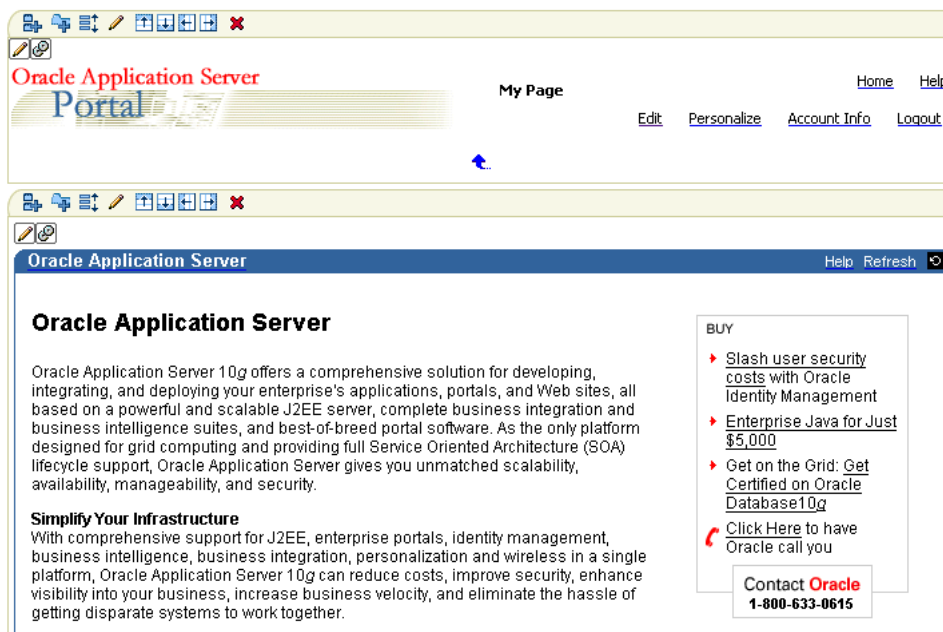 Oracle Application Server
Portal
My Page
Home Help
Edit Personalize Account Info Logout
Oracle Application Server
Help Refresh
Oracle Application Server
Oracle Application Server 10g offers a comprehensive solution for developing,
integrating, and deploying your enterprise's applications, portals, and Web sites, all
based on a powerful and scalable J2EE server, complete business integration and
business intelligence suites, and best-of-breed portal software. As the only platform
designed for grid computing and providing full Service Oriented Architecture (SOA)
lifecycle support, Oracle Application Server gives you unmatched scalability,
availability, manageability, and security.
Simplify Your Infrastructure
With comprehensive support for J2EE, enterprise portals, identity management,
business intelligence, business integration, personalization and wireless in a single
platform, Oracle Application Server 10g can reduce costs, improve security, enhance
visibility into your business, increase business velocity, and eliminate the hassle of
getting disparate systems to work together.
BUY
Slash user security
costs with Oracle
Identity Management
Enterprise Java for Just
$5,000
Get on the Grid: Get
Certified on Oracle
Database10g
Click Here to have
Oracle call you
Contact Oracle
1-800-633-0615